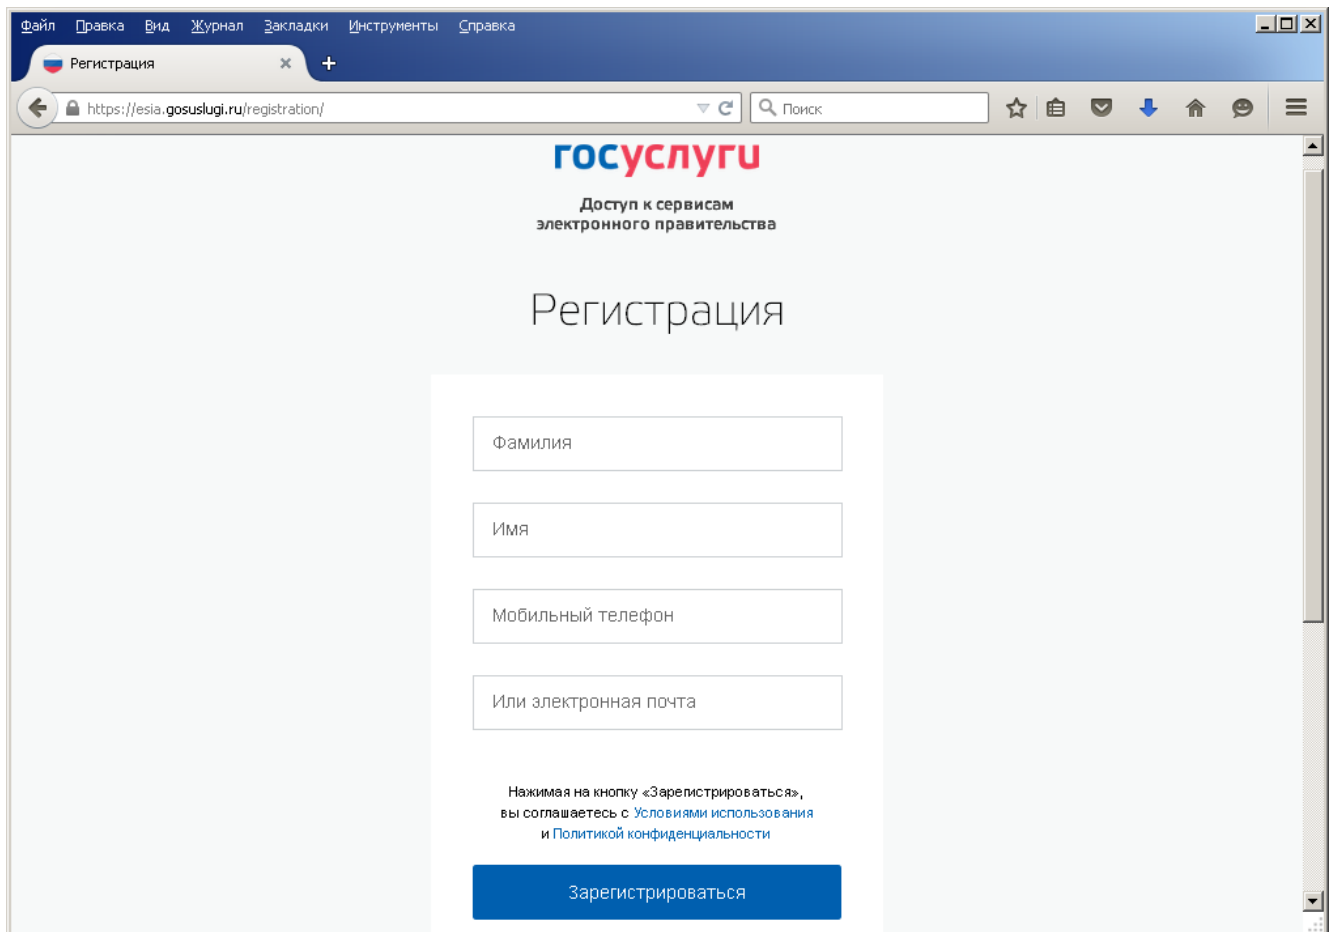 Файл Правка Вид Журнал Закладки Инструменты Справка
Регистрация
https://esia.gosuslugi.ru/registration/
Поиск
госуслуги
Доступ к сервисам
электронного правительства
Регистрация
Фамилия
Имя
Мобильный телефон
Или электронная почта
Нажимая на кнопку «Зарегистрироваться»,
вы соглашаетесь с Условиями использования
и Политикой конфиденциальности
Зарегистрироваться